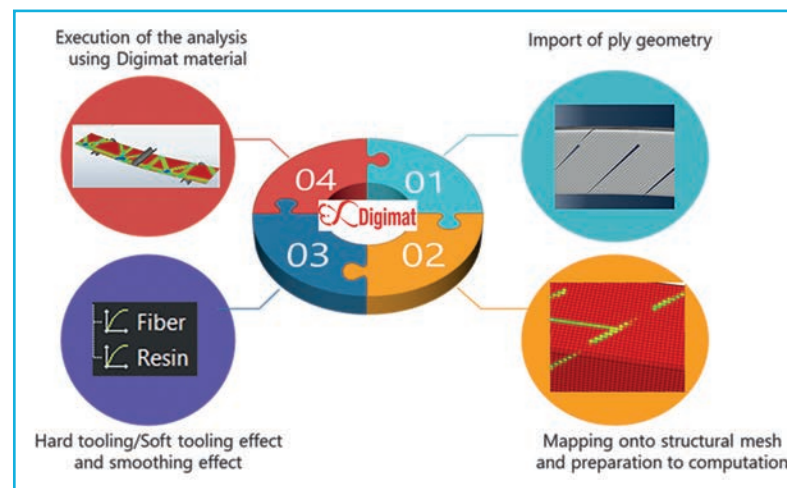 Execution of the analysis
using Digimat material
Import of ply geometry
04
01
Digimat
03
02
Fiber
Resin
Hard tooling/Soft tooling effect
and smoothing effect
Mapping onto structural mesh
and preparation to computation